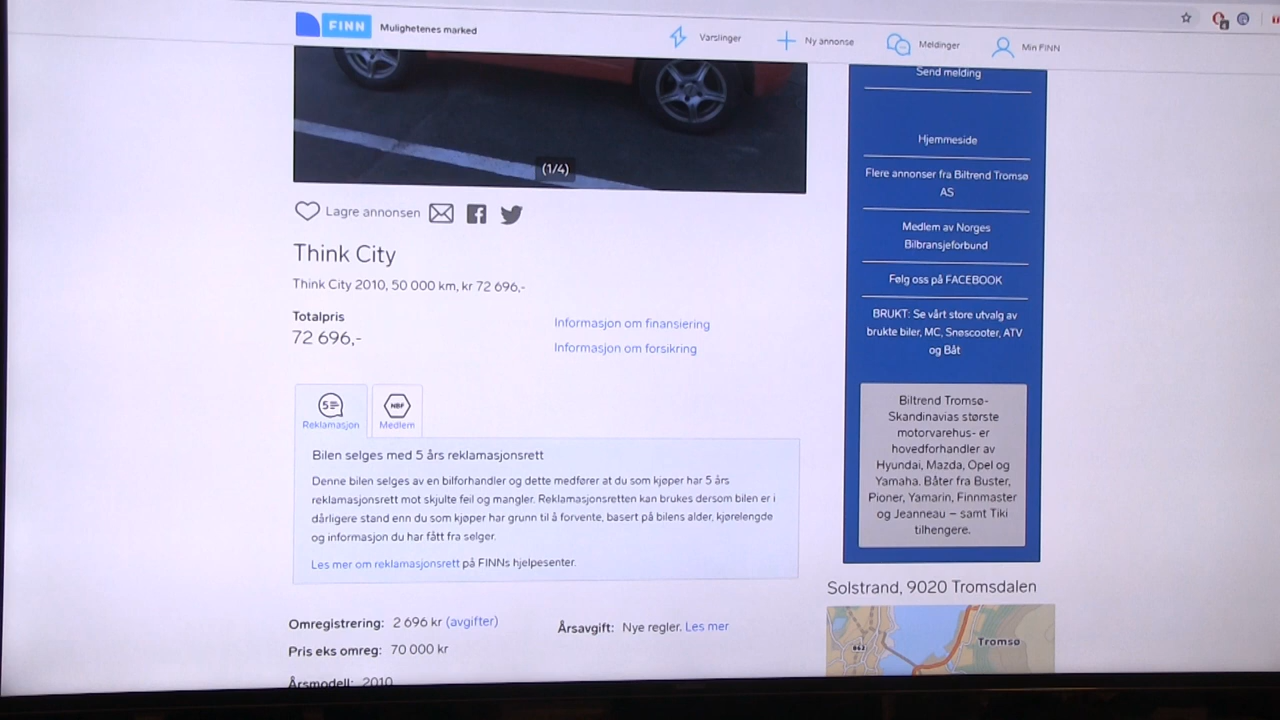 FINN
Mulighetenes marked
Varslinger
Ny annonse
Meldinger
Min FINN
(1/4)
Lagre annonsen
Think City
Think City 2010, 50 000 km, kr 72 696,-
Totalpris
72 696,-
Informasjon om finansiering
Informasjon om forsikring
5
Reklamasjon
NBF
Medlem
Bilen selges med 5 års reklamasjonsrett
Denne bilen selges av en bilforhandler og dette medfører at du som kjøper har 5 års
reklamasjonsrett mot skjulte feil og mangler. Reklamasjonsretten kan brukes dersom bilen er i
dårligere stand enn du som kjøper har grunn til å forvente, basert på bilens alder, kjørelengde
og informasjon du har fått fra selger.
Les mer om reklamasjonsrett på FINNs hjelpesenter.
Omregistrering: 2 696 kr (avgifter)
Årsavgift: Nye regler. Les mer
Pris eks omreg: 70 000 kr
Årsmodell: 2010
Send melding
Hjemmeside
Flere annonser fra Biltrend Tromsø
AS
Medlem av Norges
Bilbransjeforbund
Følg oss på FACEBOOK
BRUKT: Se vårt store utvalg av
brukte biler, MC, Snøscooter, ATV
og Båt
Biltrend Tromsø-
Skandinavias største
motorvarehus- er
hovedforhandler av
Hyundai, Mazda, Opel og
Yamaha. Båter fra Buster,
Pioner, Yamarin, Finnmaster
og Jeanneau – samt Tiki
tilhengere.
Solstrand, 9020 Tromsdalen
862
Tromsø